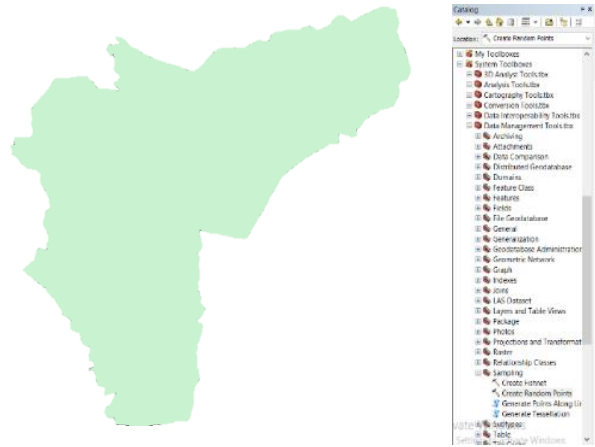 Catalog
Location: Create Random Points
My Toolboxes
System Toolboxes
3D Analyst Tools.tbx
Analysis Tools.tbx
Cartography Tools.tbx
Conversion Tools.tbx
Data Interoperability Tools.tbx
Data Management Tools.tbx
Archiving
Attachments
Data Comparison
Distributed Geodatabase
Domains
Feature Class
Features
Fields
File Geodatabase
General
Generalization
Geodatabase Administration
Geometric Network
Graph
Indexes
Joins
LAS Dataset
Layers and Table Views
Package
Photos
Projections and Transformat
Raster
Relationship Classes
Sampling
Create Fishnet
Create Random Points
Generate Points Along Li
Generate Tessellation
Subtypes
Table